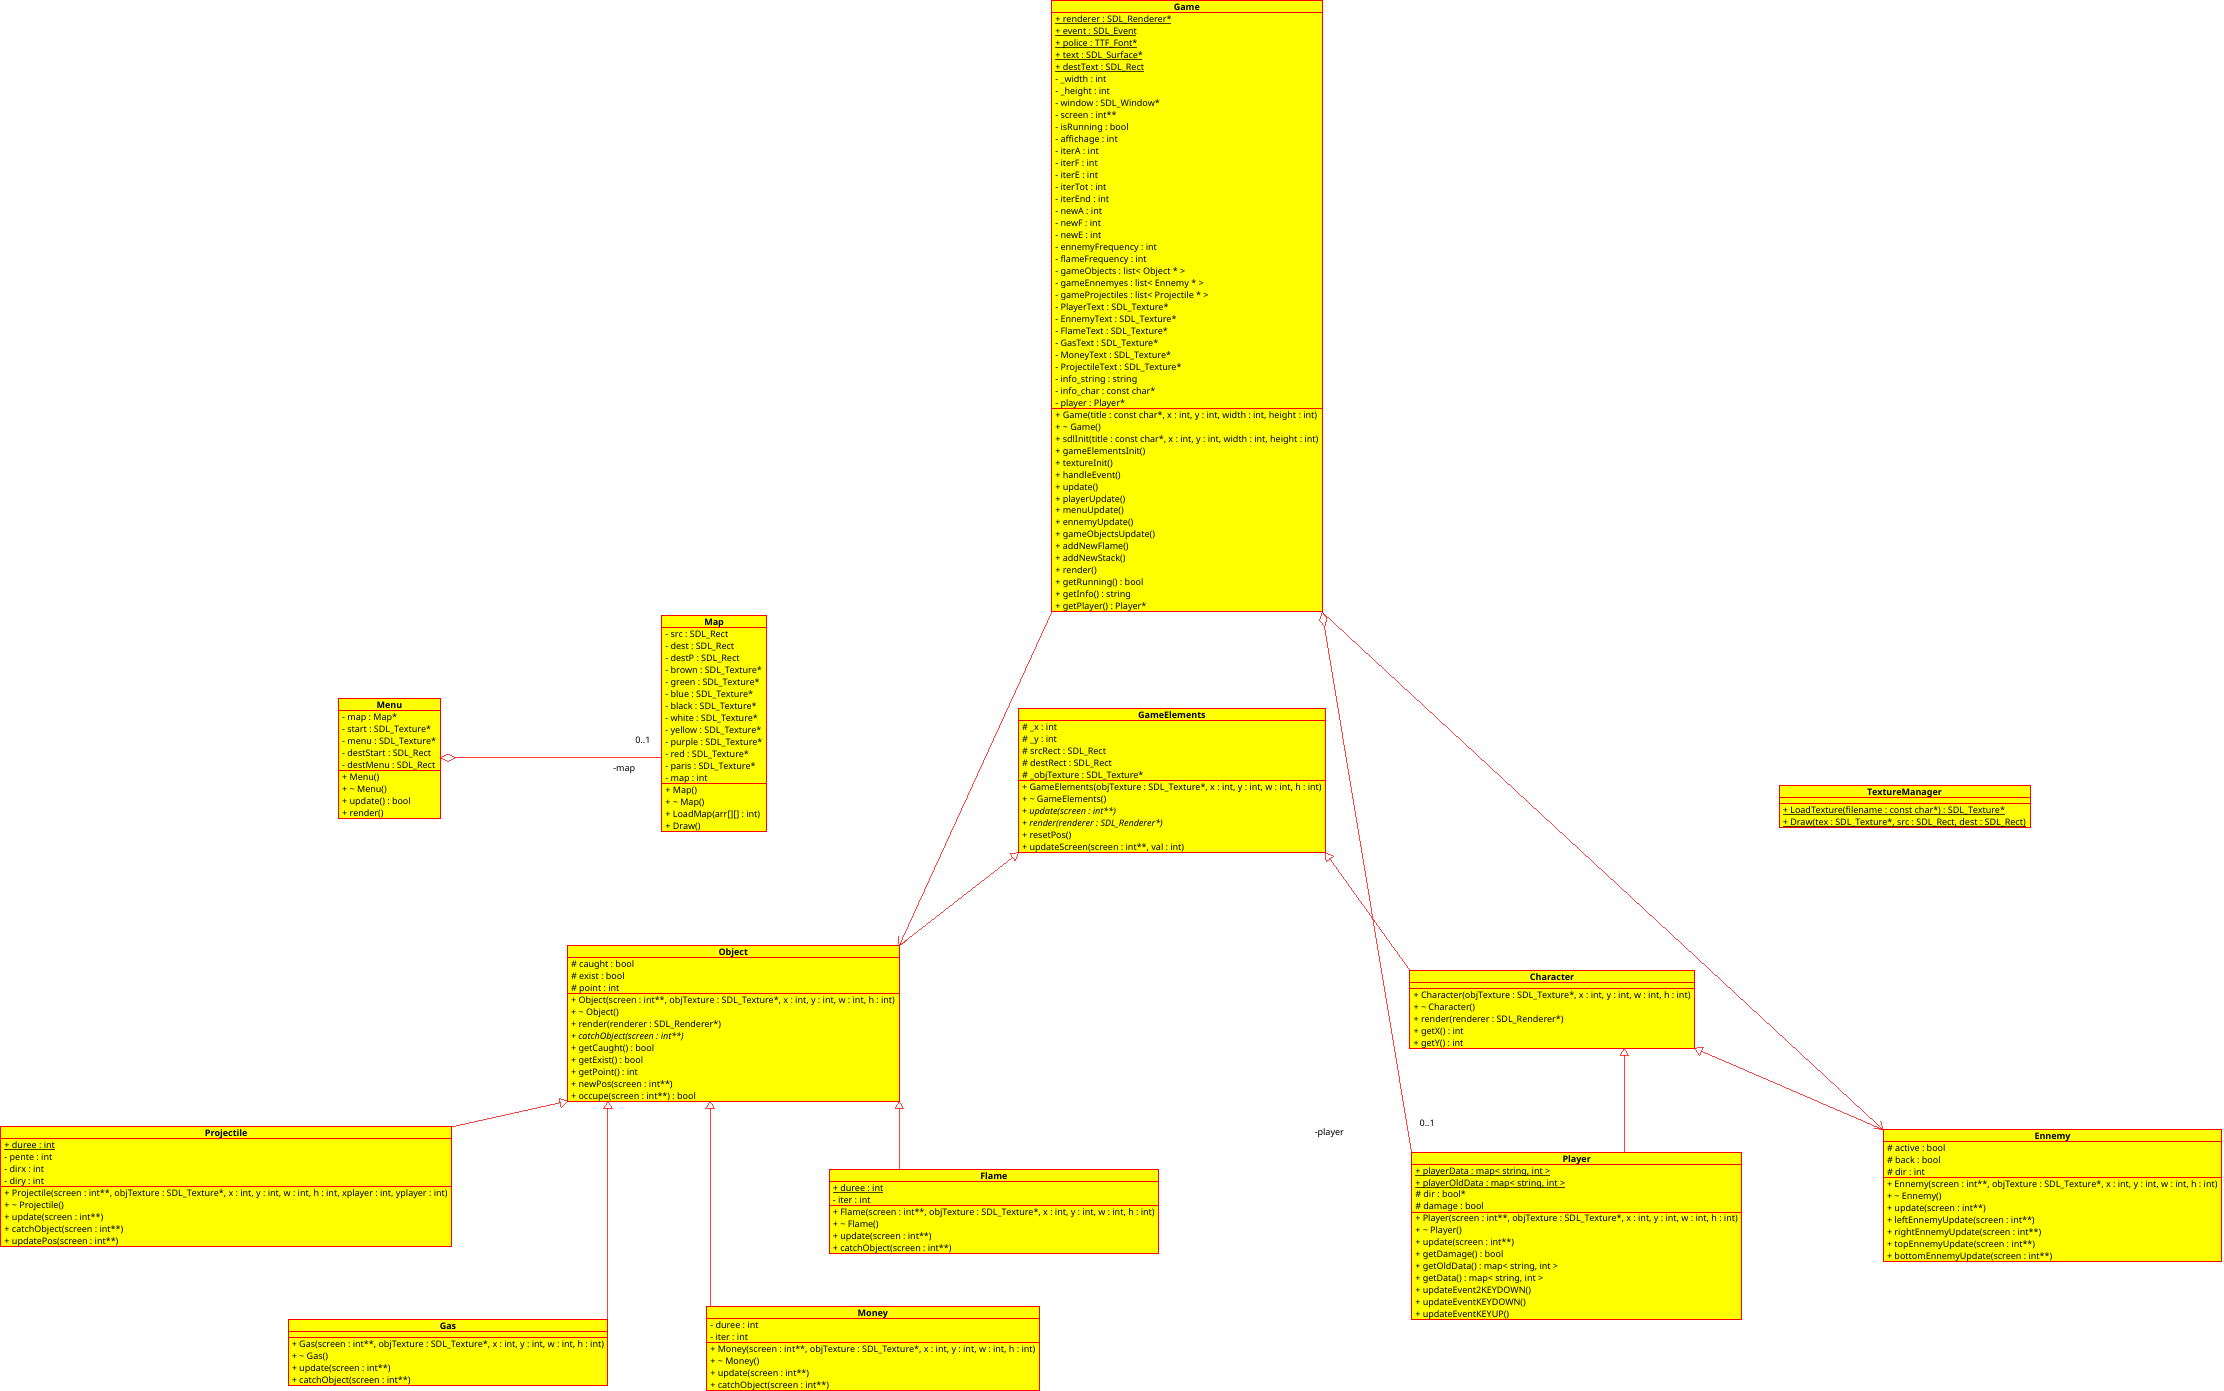 Game
+ renderer : SDL_Renderer*
+ event : SDL_Event
+ police : TTF_Font*
+ text : SDL_Surface*
+ destText : SDL_Rect
- _width : int
- _height : int
- window : SDL_Window*
- screen : int**
- isRunning : bool
- affichage : int
- iterA : int
- iterF : int
- iterE : int
- iterTot : int
- iterEnd : int
- newA : int
- newF : int
- newE : int
- ennemyFrequency : int
- flameFrequency : int
- gameObjects : list< Object * >
- gameEnnemyes : list< Ennemy * >
- gameProjectiles : list< Projectile * >
- PlayerText : SDL_Texture*
- EnnemyText : SDL_Texture*
- FlameText : SDL_Texture*
- GasText : SDL_Texture*
- MoneyText : SDL_Texture*
- ProjectileText : SDL_Texture*
- info_string : string
- info_char : const char*
- player : Player*
+ Game(title : const char*, x : int, y : int, width : int, height : int)
+ ~ Game()
+ sdlInit(title : const char*, x : int, y : int, width : int, height : int)
+ gameElementsInit()
+ textureInit()
+ handleEvent()
+ update()
+ playerUpdate()
+ menuUpdate()
+ ennemyUpdate()
+ gameObjectsUpdate()
+ addNewFlame()
+ addNewStack()
+ render()
+ getRunning() : bool
+ getInfo() : string
+ getPlayer() : Player*
Menu
- map : Map*
- start : SDL_Texture*
- menu : SDL_Texture*
- destStart : SDL_Rect
- destMenu : SDL_Rect
+ Menu()
+ ~ Menu()
+ update() : bool
+ render()
0..1
-map
Map
- src : SDL_Rect
- dest : SDL_Rect
- destP : SDL_Rect
- brown : SDL_Texture*
- green : SDL_Texture*
- blue : SDL_Texture*
- black : SDL_Texture*
- white : SDL_Texture*
- yellow : SDL_Texture*
- purple : SDL_Texture*
- red : SDL_Texture*
- paris : SDL_Texture*
- map : int
+ Map()
+ ~ Map()
+ LoadMap(arr[][] : int)
+ Draw()
GameElements
# _x : int
# _y : int
# srcRect : SDL_Rect
# destRect : SDL_Rect
# _objTexture : SDL_Texture*
+ GameElements(objTexture : SDL_Texture*, x : int, y : int, w : int, h : int)
+ ~ GameElements()
+ update(screen : int**)
+ render(renderer : SDL_Renderer*)
+ resetPos()
+ updateScreen(screen : int**, val : int)
TextureManager
+ LoadTexture(filename : const char*) : SDL_Texture*
+ Draw(tex : SDL_Texture*, src : SDL_Rect, dest : SDL_Rect)
Object
# caught : bool
# exist : bool
# point : int
+ Object(screen : int**, objTexture : SDL_Texture*, x : int, y : int, w : int, h : int)
+ ~ Object()
+ render(renderer : SDL_Renderer*)
+ catchObject(screen : int**)
+ getCaught() : bool
+ getExist() : bool
+ getPoint() : int
+ newPos(screen : int**)
+ occupe(screen : int**) : bool
Character
+ Character(objTexture : SDL_Texture*, x : int, y : int, w : int, h : int)
+ ~ Character()
+ render(renderer : SDL_Renderer*)
+ getX() : int
+ getY() : int
Projectile
+ duree : int
- pente : int
- dirx : int
- diry : int
+ Projectile(screen : int**, objTexture : SDL_Texture*, x : int, y : int, w : int, h : int, xplayer : int, yplayer : int)
+ ~ Projectile()
+ update(screen : int**)
+ catchObject(screen : int**)
+ updatePos(screen : int**)
Flame
+ duree : int
- iter : int
+ Flame(screen : int**, objTexture : SDL_Texture*, x : int, y : int, w : int, h : int)
+ ~ Flame()
+ update(screen : int**)
+ catchObject(screen : int**)
-player
0..1
Player
+ playerData : map< string, int >
+ playerOldData : map< string, int >
# dir : bool*
# damage : bool
+ Player(screen : int**, objTexture : SDL_Texture*, x : int, y : int, w : int, h : int)
+ ~ Player()
+ update(screen : int**)
+ getDamage() : bool
+ getOldData() : map< string, int >
+ getData() : map< string, int >
+ updateEvent2KEYDOWN()
+ updateEventKEYDOWN()
+ updateEventKEYUP()
Ennemy
# active : bool
# back : bool
# dir : int
+ Ennemy(screen : int**, objTexture : SDL_Texture*, x : int, y : int, w : int, h : int)
+ ~ Ennemy()
+ update(screen : int**)
+ leftEnnemyUpdate(screen : int**)
+ rightEnnemyUpdate(screen : int**)
+ topEnnemyUpdate(screen : int**)
+ bottomEnnemyUpdate(screen : int**)
Gas
+ Gas(screen : int**, objTexture : SDL_Texture*, x : int, y : int, w : int, h : int)
+ ~ Gas()
+ update(screen : int**)
+ catchObject(screen : int**)
Money
- duree : int
- iter : int
+ Money(screen : int**, objTexture : SDL_Texture*, x : int, y : int, w : int, h : int)
+ ~ Money()
+ update(screen : int**)
+ catchObject(screen : int**)